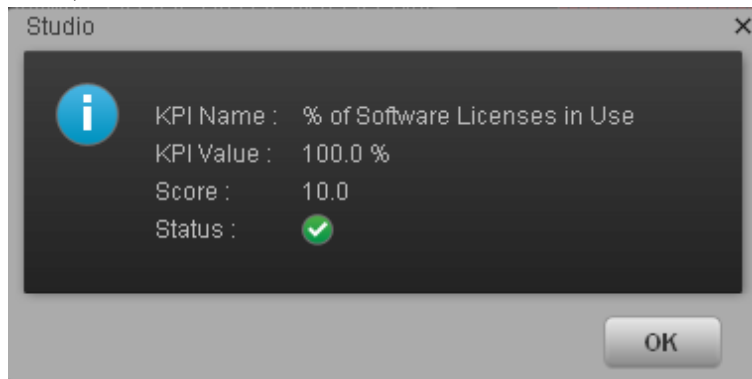 Studio
KPI Name : % of Software Licenses in Use
KPI Value : 100.0 %
Score : 10.0
Status :
OK